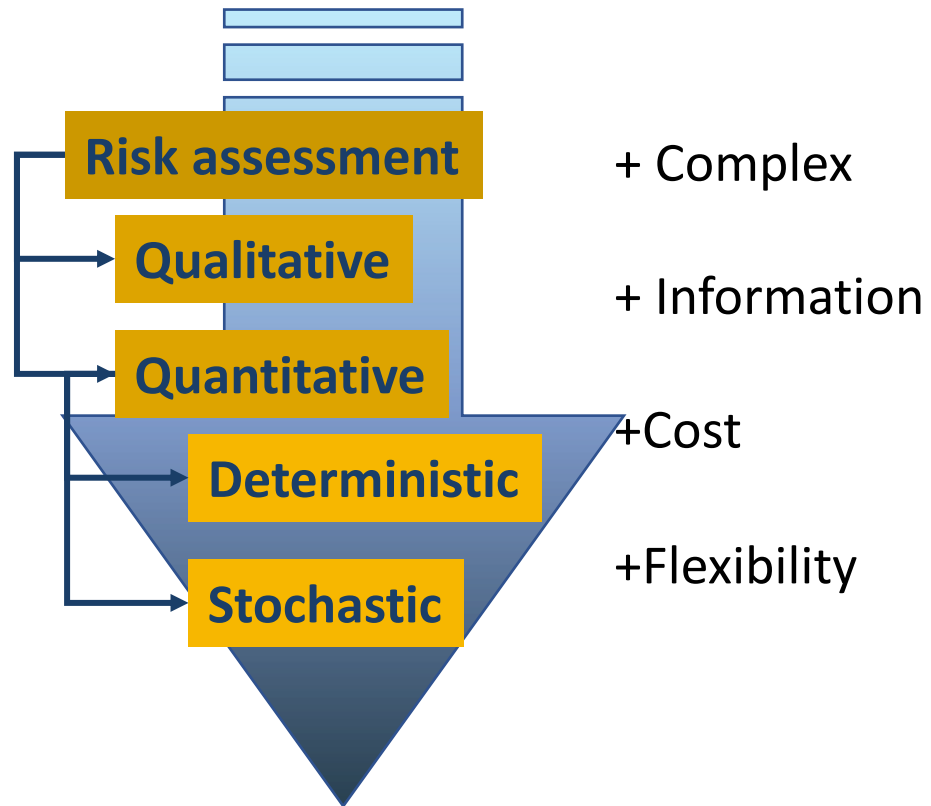 Risk assessment
+ Complex
Qualitative
+ Information
Quantitative
+Cost
Deterministic
+Flexibility
Stochastic